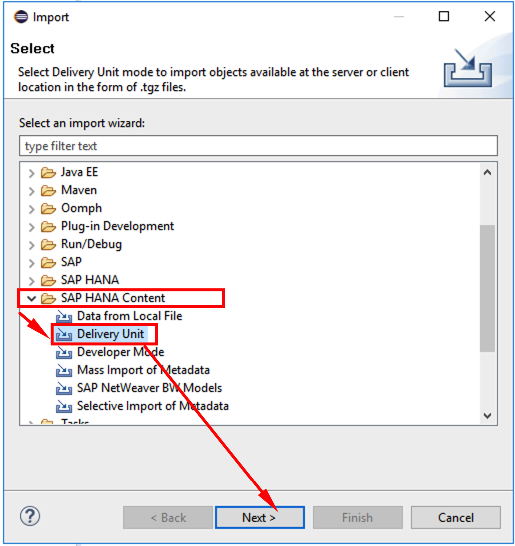 Import
Select
Select Delivery Unit mode to import objects available at the server or client
location in the form of .tgz files.
Select an import wizard:
type filter text
Java EE
Maven
Oomph
Plug-in Development
Run/Debug
SAP
SAP HANA
SAP HANA Content
Data from Local File
Delivery Unit
Developer Mode
Mass Import of Metadata
SAP NetWeaver BW Models
Selective Import of Metadata
Tasks
?
< Back
Next >
Finish
Cancel